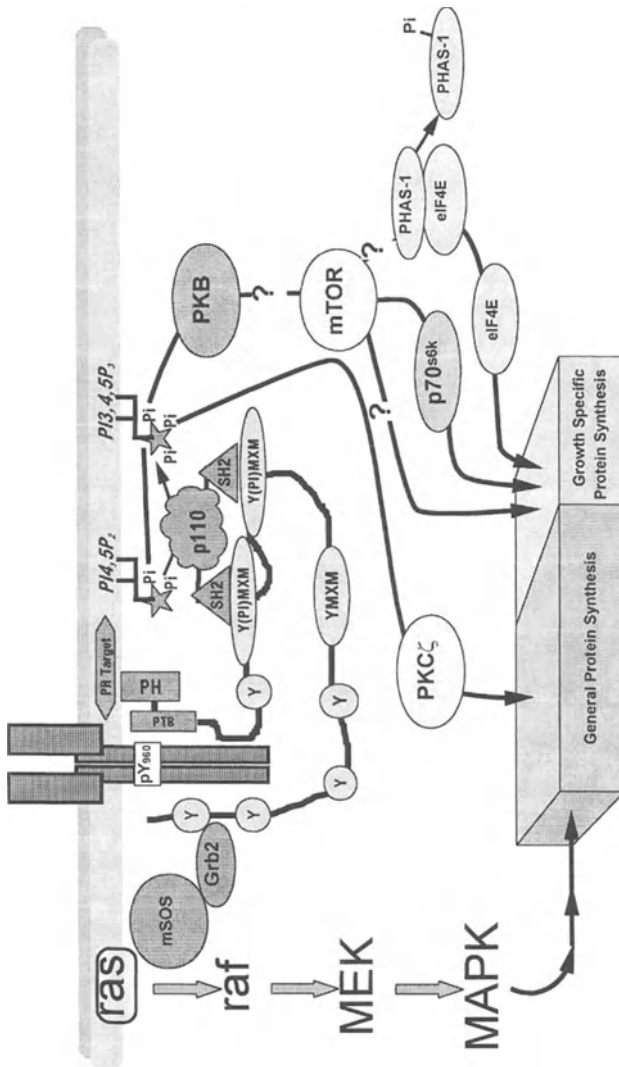 ras
raf
MEK
MAPK
mSOS
Grb2
Y
Y
Y
Y
Y
pY960
PTB
PH
PR Target
PI4,5P2
PI3,4,5P3
Pi
Pi
Pi
Pi
Pi
p110
SH2
SH2
Y(PI)MXM
Y(PI)MXM
YMXM
PKB
?
mTOR
?
?
PKCζ
p70s6k
PHAS-1
eIF4E
PHAS-1
Pi
eIF4E
General Protein Synthesis
Growth Specific
Protein Synthesis